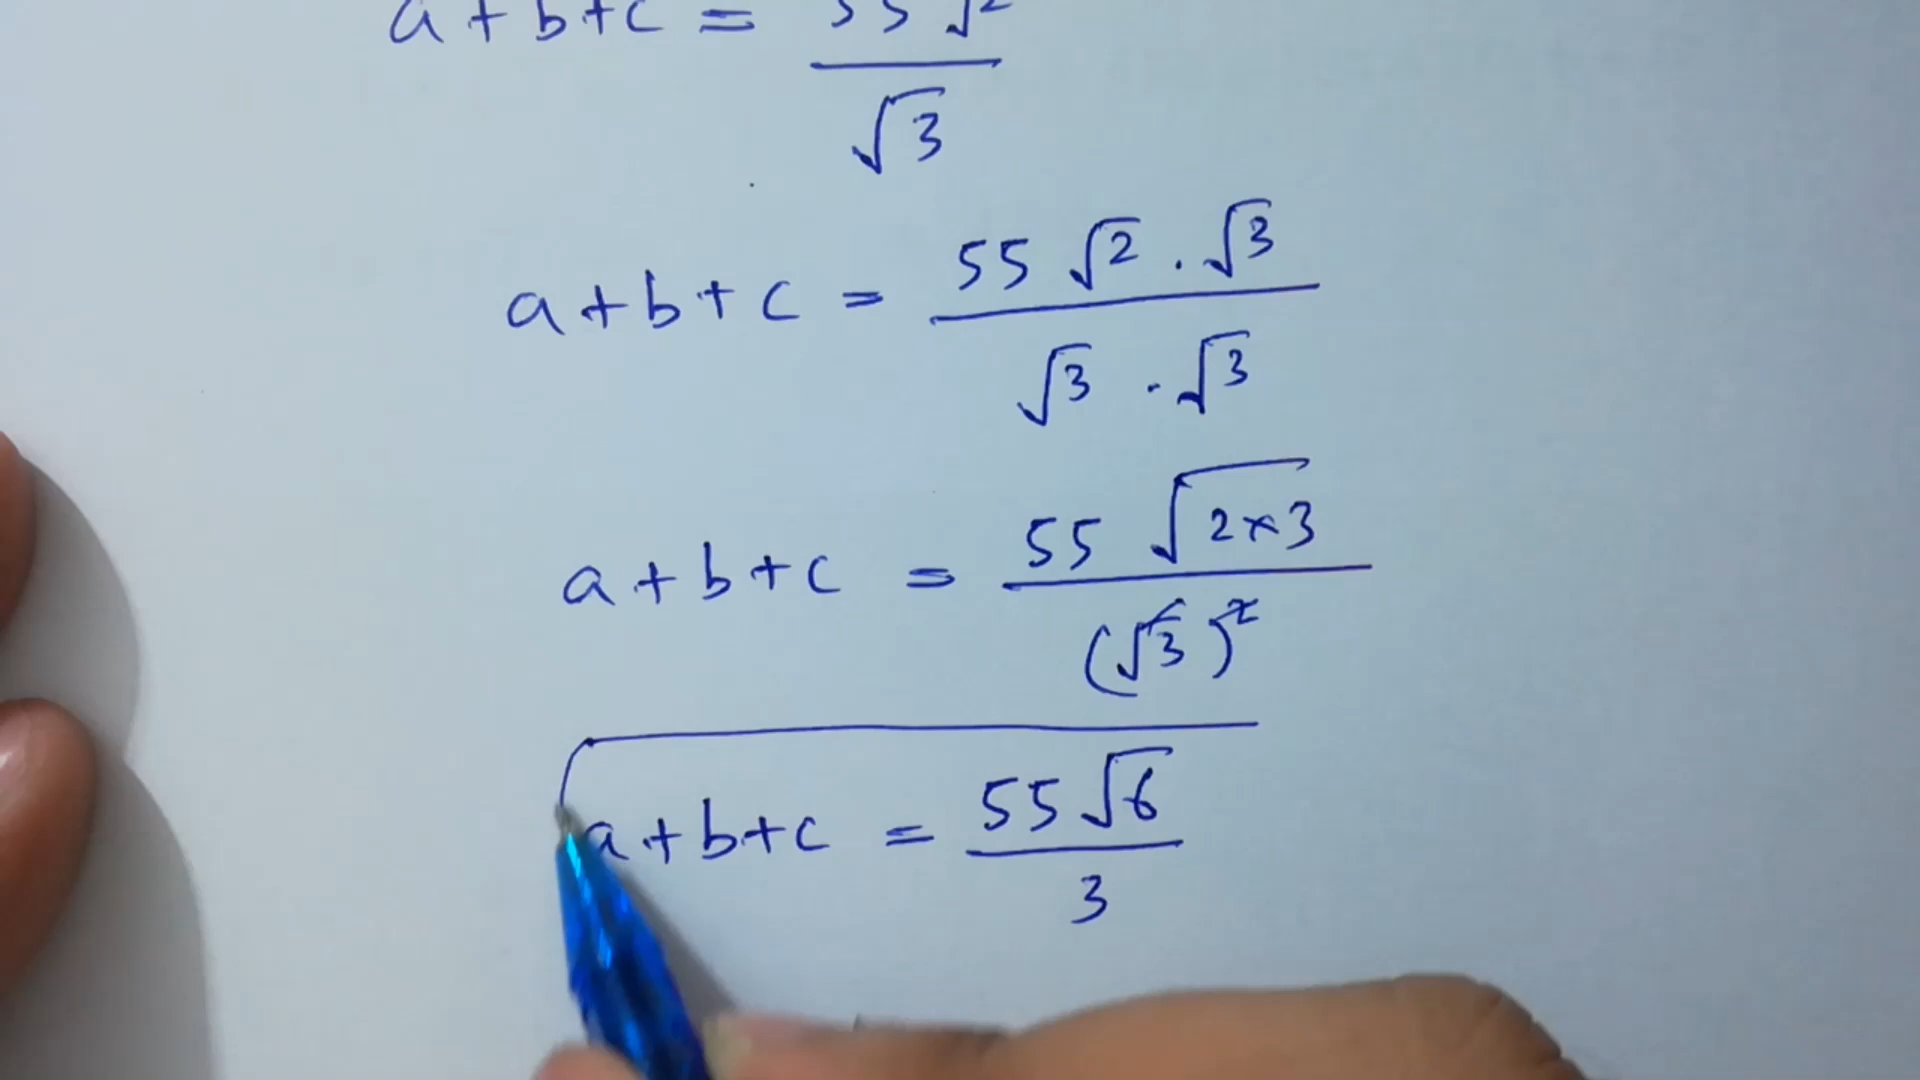 a + b + c = 55 √2 / √3
a + b + c = 55 √2 . √3 / √3 . √3
a + b + c = 55 √(2×3) / (√3)²
a + b + c = 55 √6 / 3